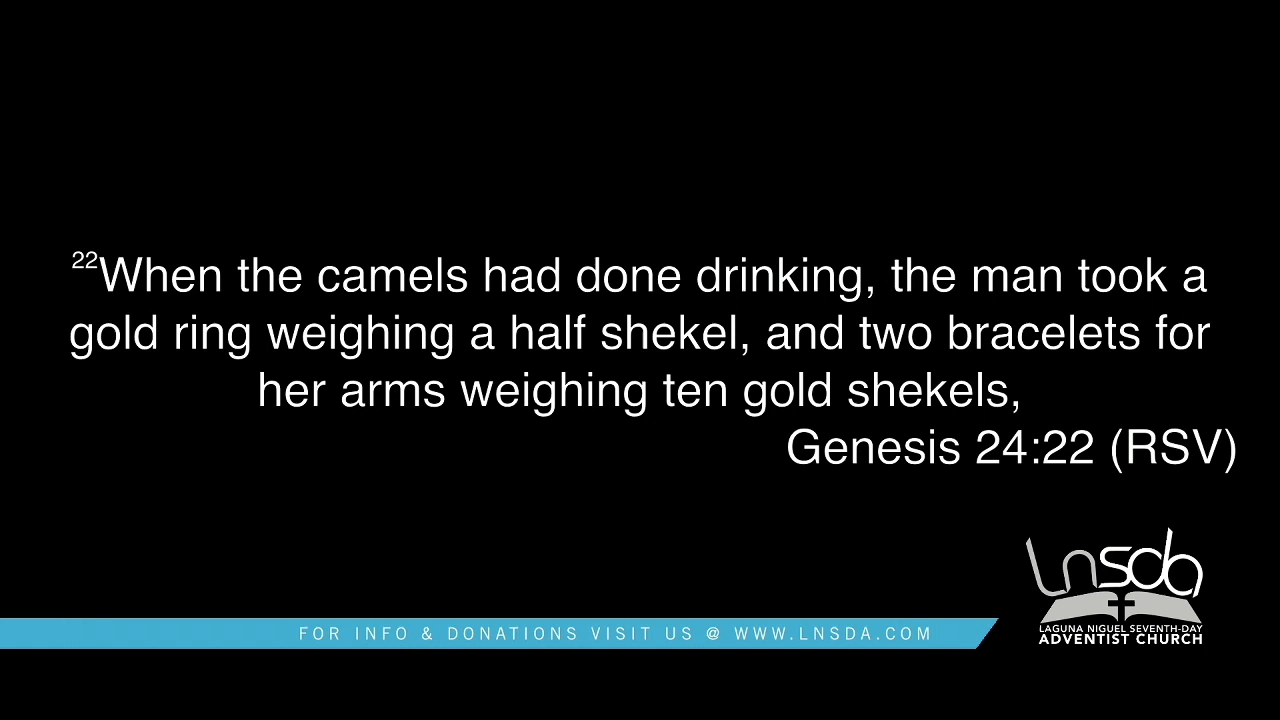 22When the camels had done drinking, the man took a
gold ring weighing a half shekel, and two bracelets for
her arms weighing ten gold shekels,
Genesis 24:22 (RSV)
Lnsda
LAGUNA NIGUEL SEVENTH-DAY
ADVENTIST CHURCH
FOR INFO & DONATIONS VISIT US @ WWW.LNSDA.COM